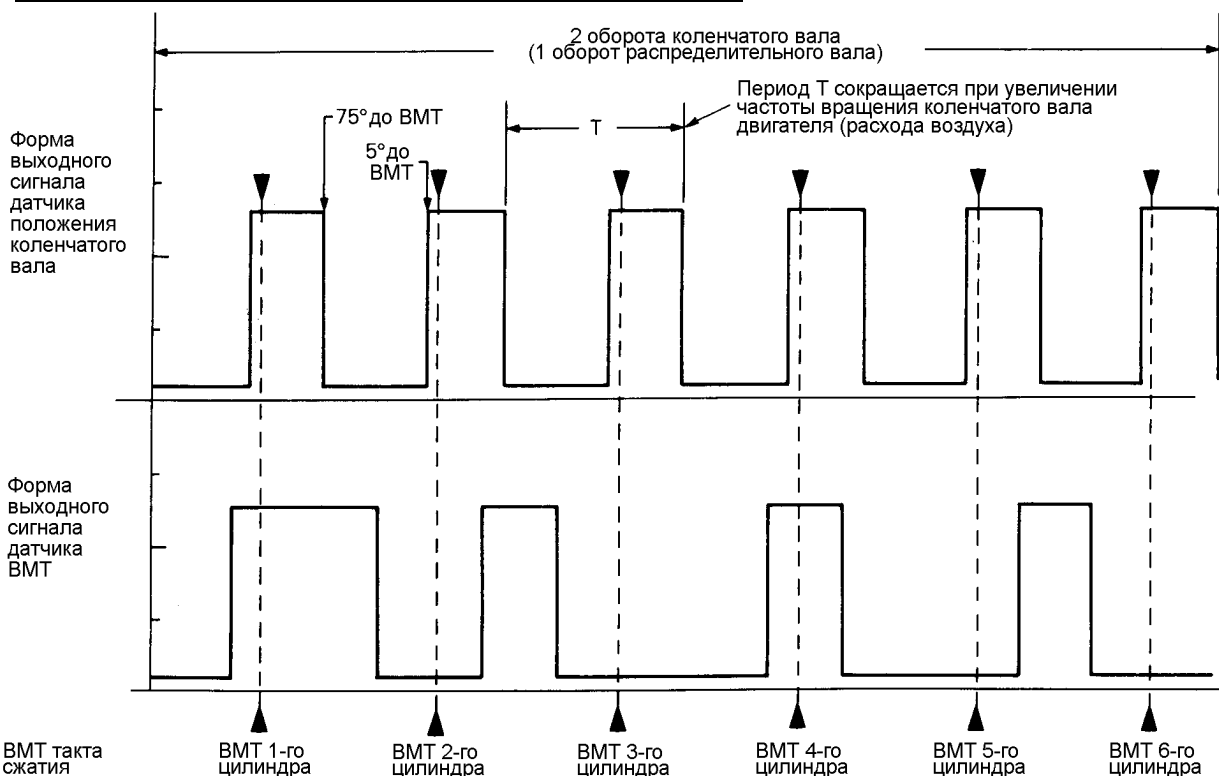 2 оборота коленчатого вала
(1 оборот распределительного вала)
Период Т сокращается при увеличении
частоты вращения коленчатого вала
двигателя (расхода воздуха)
75° до ВМТ
Т
5° до
ВМТ
Форма
выходного
сигнала
датчика
положения
коленчатого
вала
Форма
выходного
сигнала
датчика
ВМТ
ВМТ такта
сжатия
ВМТ 1-го
цилиндра
ВМТ 2-го
цилиндра
ВМТ 3-го
цилиндра
ВМТ 4-го
цилиндра
ВМТ 5-го
цилиндра
ВМТ 6-го
цилиндра